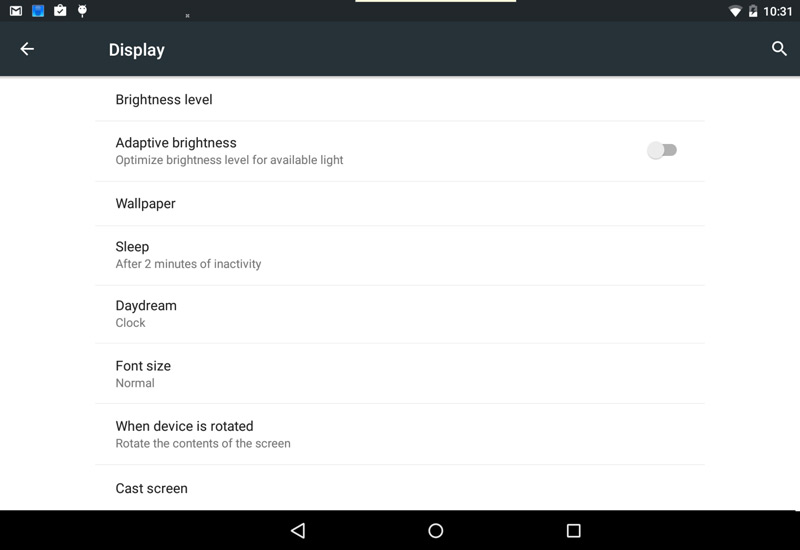 10:31
Display
Brightness level
Adaptive brightness
Optimize brightness level for available light
Wallpaper
Sleep
After 2 minutes of inactivity
Daydream
Clock
Font size
Normal
When device is rotated
Rotate the contents of the screen
Cast screen